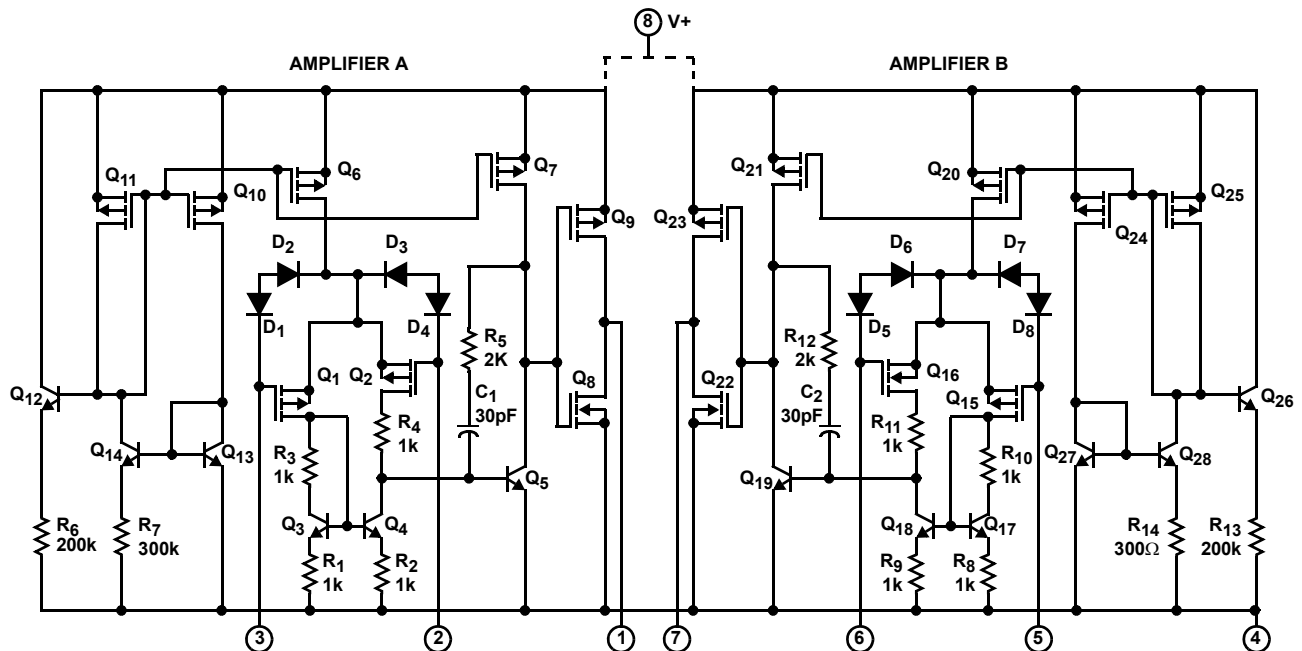 8 V+
AMPLIFIER A
AMPLIFIER B
Q11
Q10
Q6
Q7
Q9
Q23
Q21
Q20
Q24
Q25
D2
D3
D1
D4
D6
D7
D5
D8
R5
2K
C1
30pF
R12
2k
C2
30pF
Q12
Q1
Q2
Q8
Q22
Q16
Q15
Q26
R4
1k
R3
1k
R11
1k
R10
1k
Q14
Q13
Q5
Q19
Q27
Q28
Q3
Q4
Q18
Q17
R6
200k
R7
300k
R1
1k
R2
1k
R9
1k
R8
1k
R14
300Ω
R13
200k
3
2
1
7
6
5
4